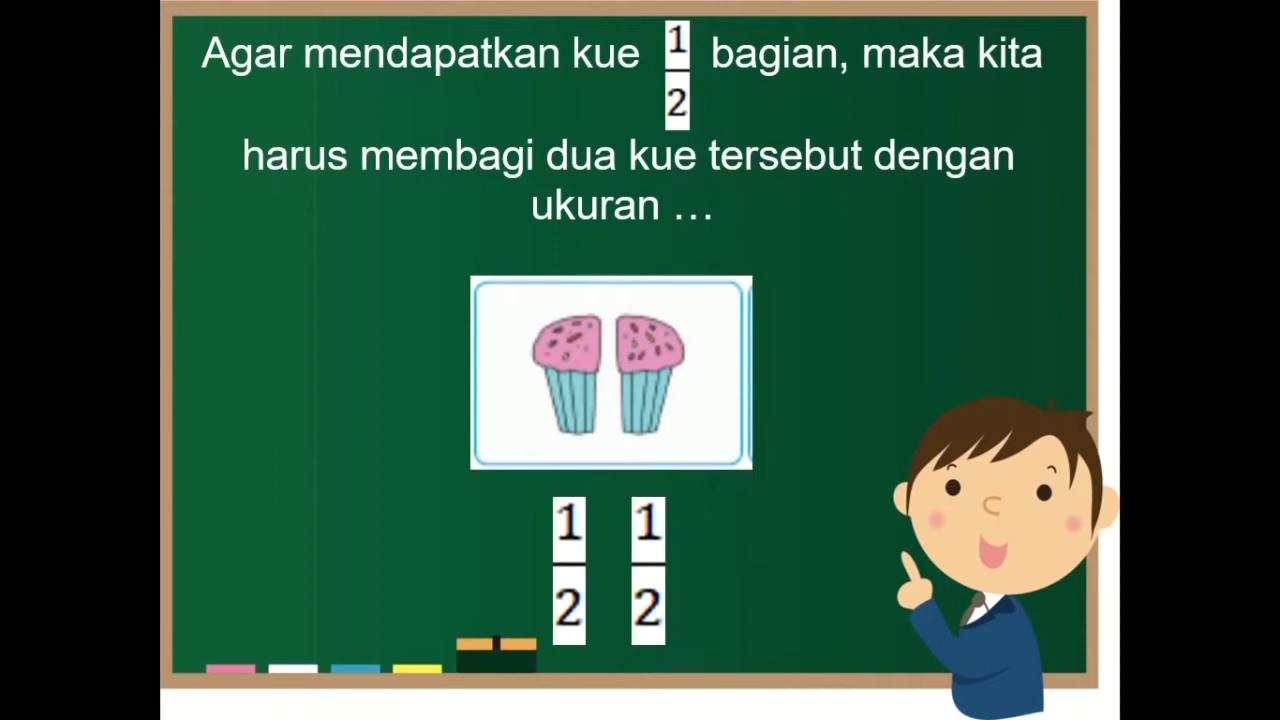 Agar mendapatkan kue 1/2 bagian, maka kita
harus membagi dua kue tersebut dengan
ukuran …
1/2 1/2